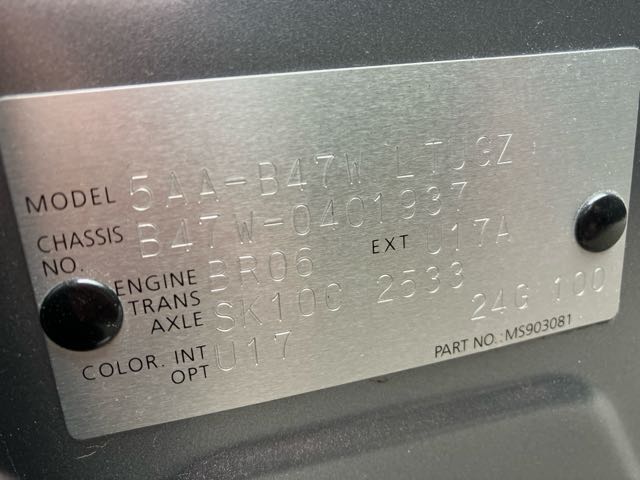 MODEL 5AA-B47W LTJGZ
CHASSIS NO. B47W-0401937
ENGINE BR06 EXT U17A
TRANS AXLE SK10C 2533
COLOR. INT U17 24G 100
OPT
PART NO.:MS903081